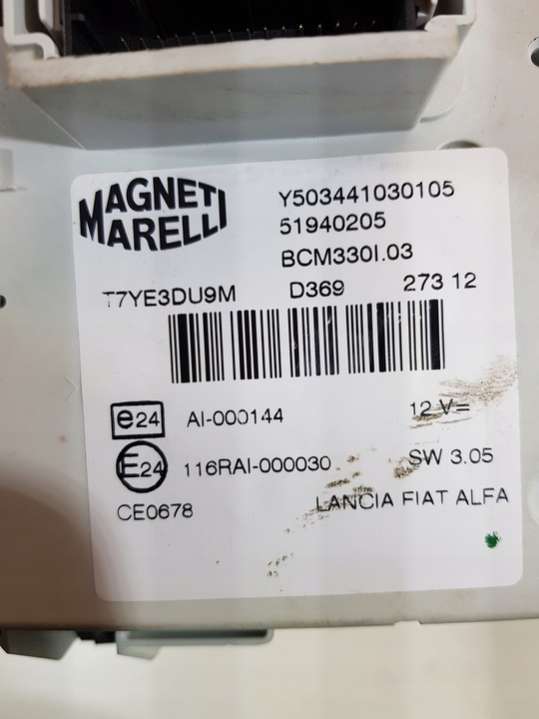 MAGNETI
MARELLI
Y503441030105
51940205
BCM330I.03
T7YE3DU9M D369 273 12
e24 AI-000144 12 V=
E24 116RAI-000030 SW 3.05
CE0678 LANCIA FIAT ALFA